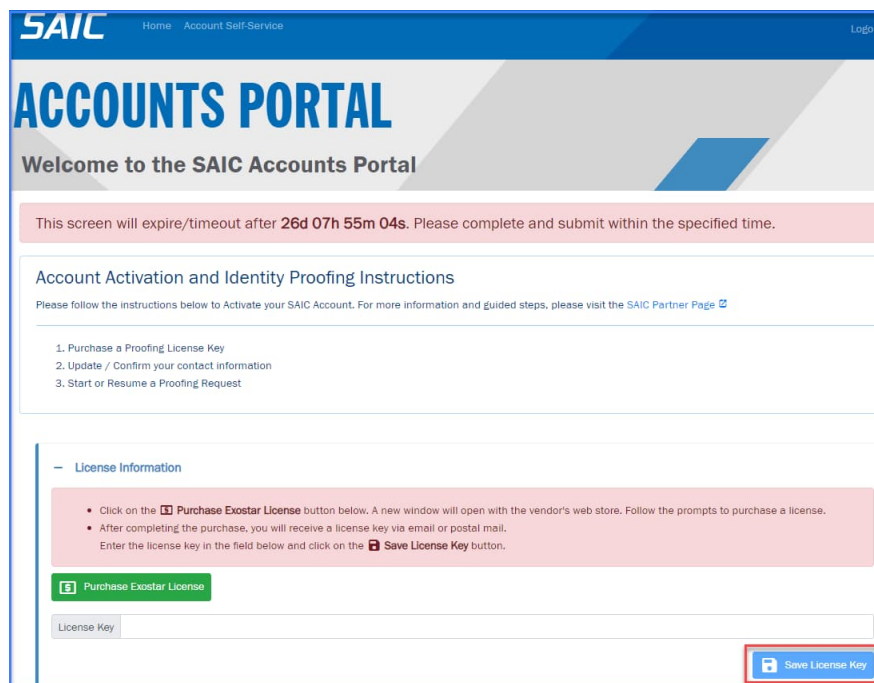 SAIC Home Account Self-Service Logo
ACCOUNTS PORTAL
Welcome to the SAIC Accounts Portal
This screen will expire/timeout after 26d 07h 55m 04s. Please complete and submit within the specified time.
Account Activation and Identity Proofing Instructions
Please follow the instructions below to Activate your SAIC Account. For more information and guided steps, please visit the SAIC Partner Page
1. Purchase a Proofing License Key
2. Update / Confirm your contact information
3. Start or Resume a Proofing Request
− License Information
• Click on the Purchase Exostar License button below. A new window will open with the vendor's web store. Follow the prompts to purchase a license.
• After completing the purchase, you will receive a license key via email or postal mail.
Enter the license key in the field below and click on the Save License Key button.
Purchase Exostar License
License Key
Save License Key